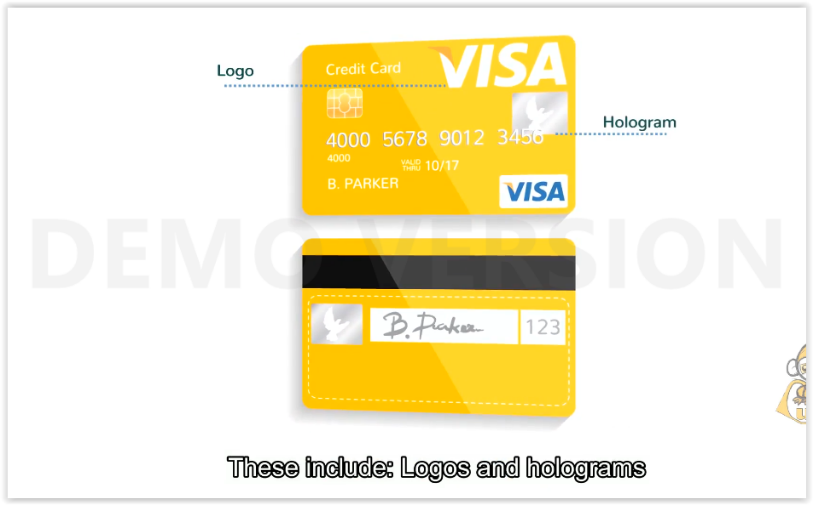 Logo
Credit Card
VISA
Hologram
4000 5678 9012 3456
4000
VALID THRU 10/17
B. PARKER
VISA
DEMO VERSION
B. Parker
123
These include: Logos and holograms